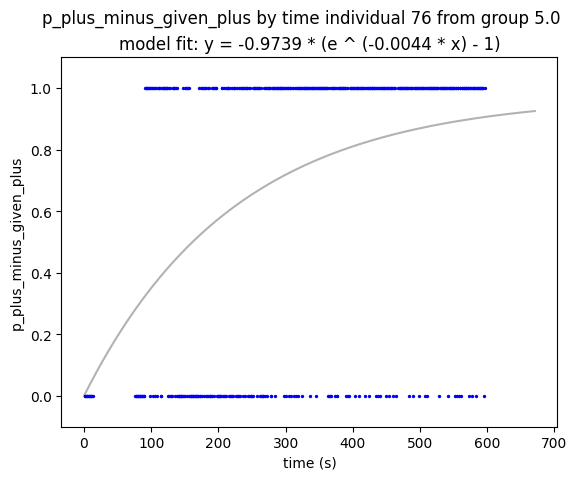 p_plus_minus_given_plus by time individual 76 from group 5.0
model fit: y = -0.9739 * (e ^ (-0.0044 * x) - 1)
1.0
0.8
0.6
0.4
0.2
0.0
p_plus_minus_given_plus
0 100 200 300 400 500 600 700
time (s)